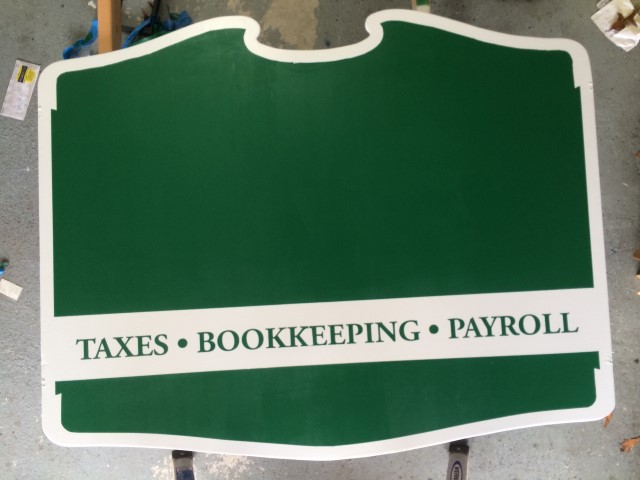 TAXES • BOOKKEEPING • PAYROLL